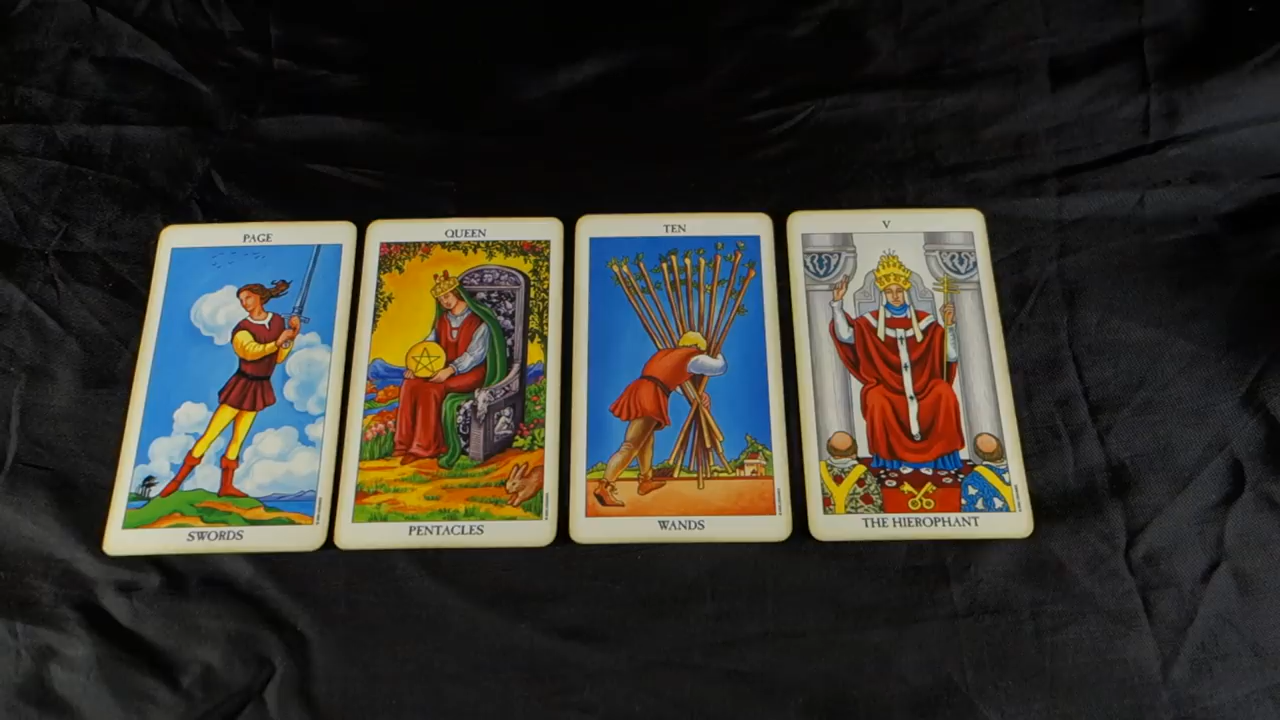 PAGE
SWORDS
QUEEN
PENTACLES
TEN
WANDS
V
THE HIEROPHANT